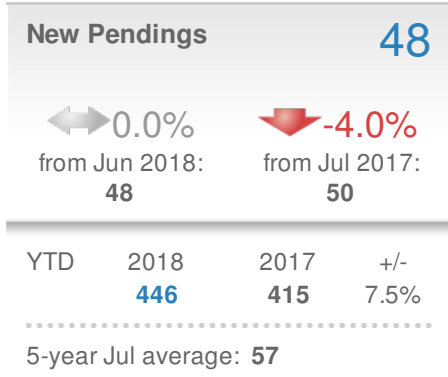 New Pendings 48
0.0% -4.0%
from Jun 2018: from Jul 2017:
48 50
YTD 2018 2017 +/-
446 415 7.5%
5-year Jul average: 57